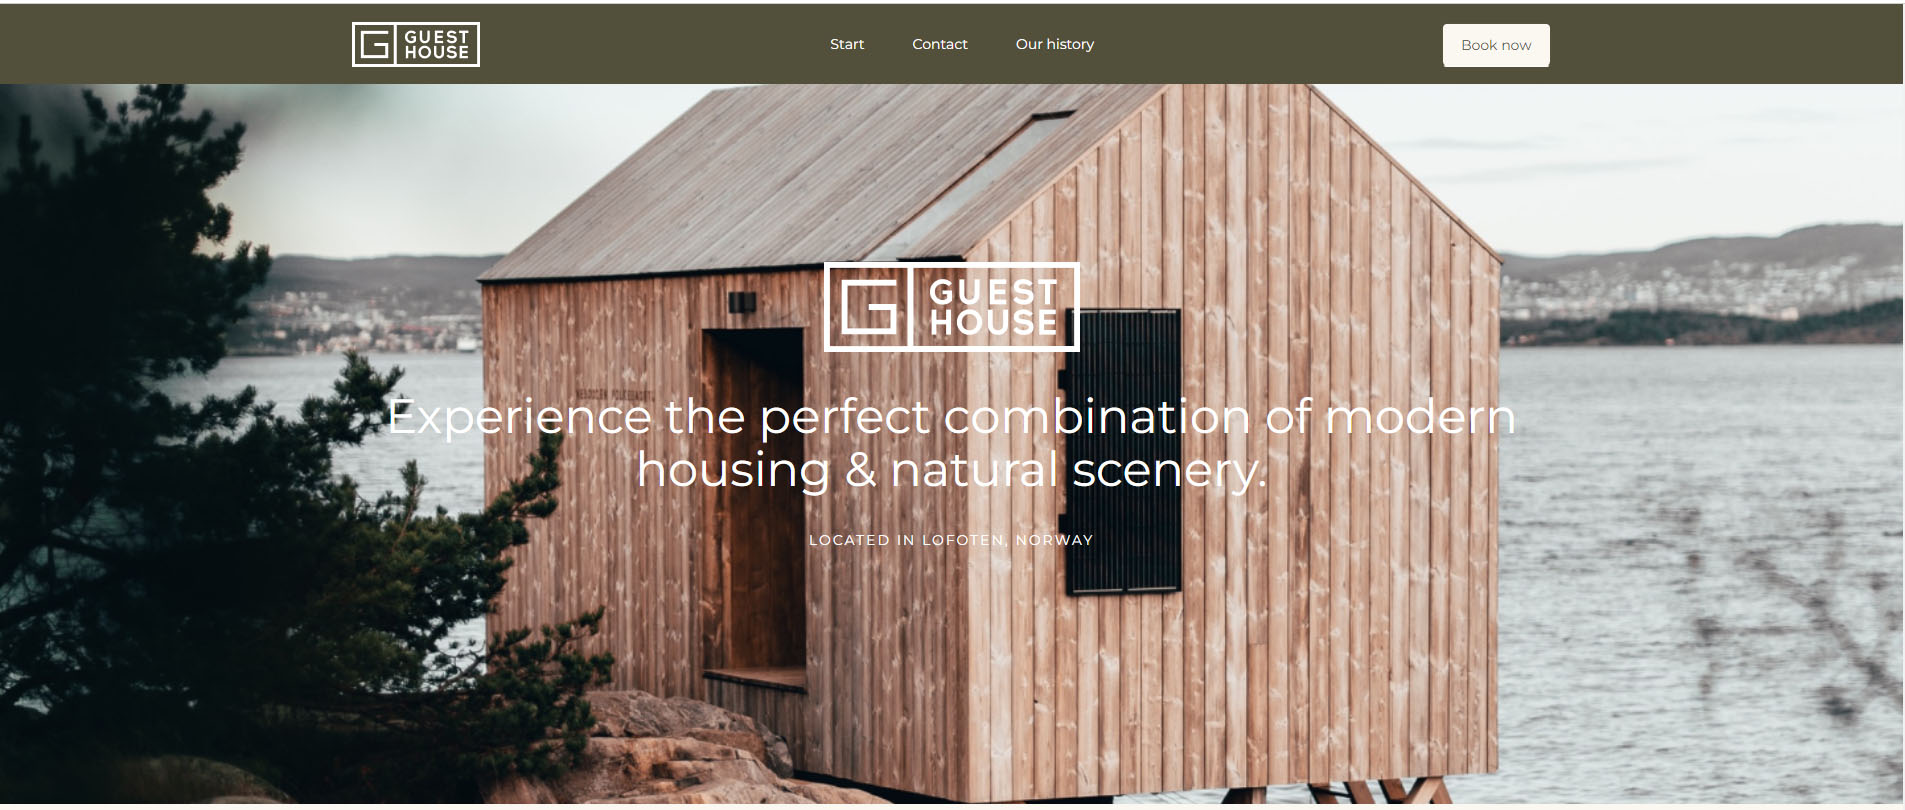 G GUEST
HOUSE
Start
Contact
Our history
Book now
G GUEST
HOUSE
Experience the perfect combination of modern
housing & natural scenery.
LOCATED IN LOFOTEN, NORWAY